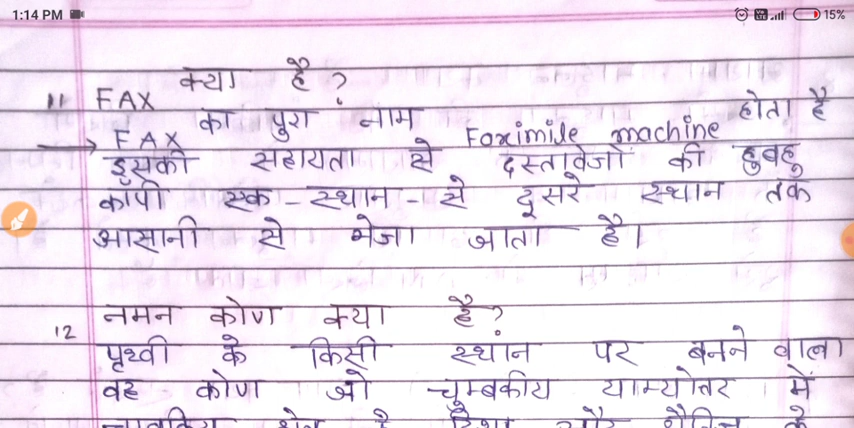 1:14 PM
15%
11 FAX क्या है?
→ FAX का पुरा नाम Foximile machine होता है
इसकी सहायता से दस्तावेजों की हुबहु
कॉपी एक-स्थान-से दूसरे स्थान तक
आसानी से भेजा जाता है।
12 नमन कोण क्या है?
पृथ्वी के किसी स्थान पर बनने वाला
वह कोण जो चुम्बकीय याम्योतर में